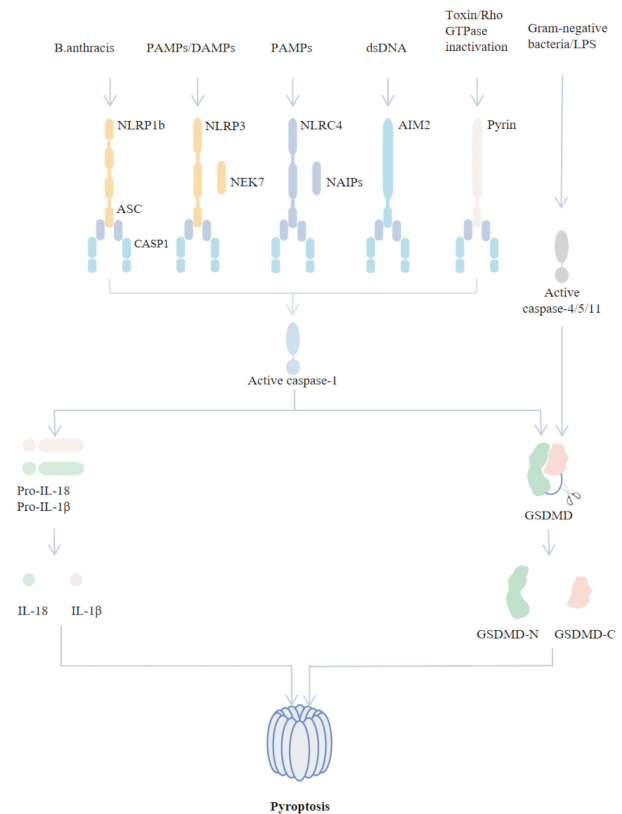 B.anthracis
PAMPs/DAMPs
PAMPs
dsDNA
Toxin/Rho
GTPase
inactivation
Gram-negative
bacteria/LPS
NLRP1b
NLRP3
NLRC4
AIM2
Pyrin
NEK7
NAIPs
ASC
CASP1
Active
caspase-4/5/11
Active caspase-1
Pro-IL-18
Pro-IL-1β
GSDMD
IL-18
IL-1β
GSDMD-N
GSDMD-C
Pyroptosis